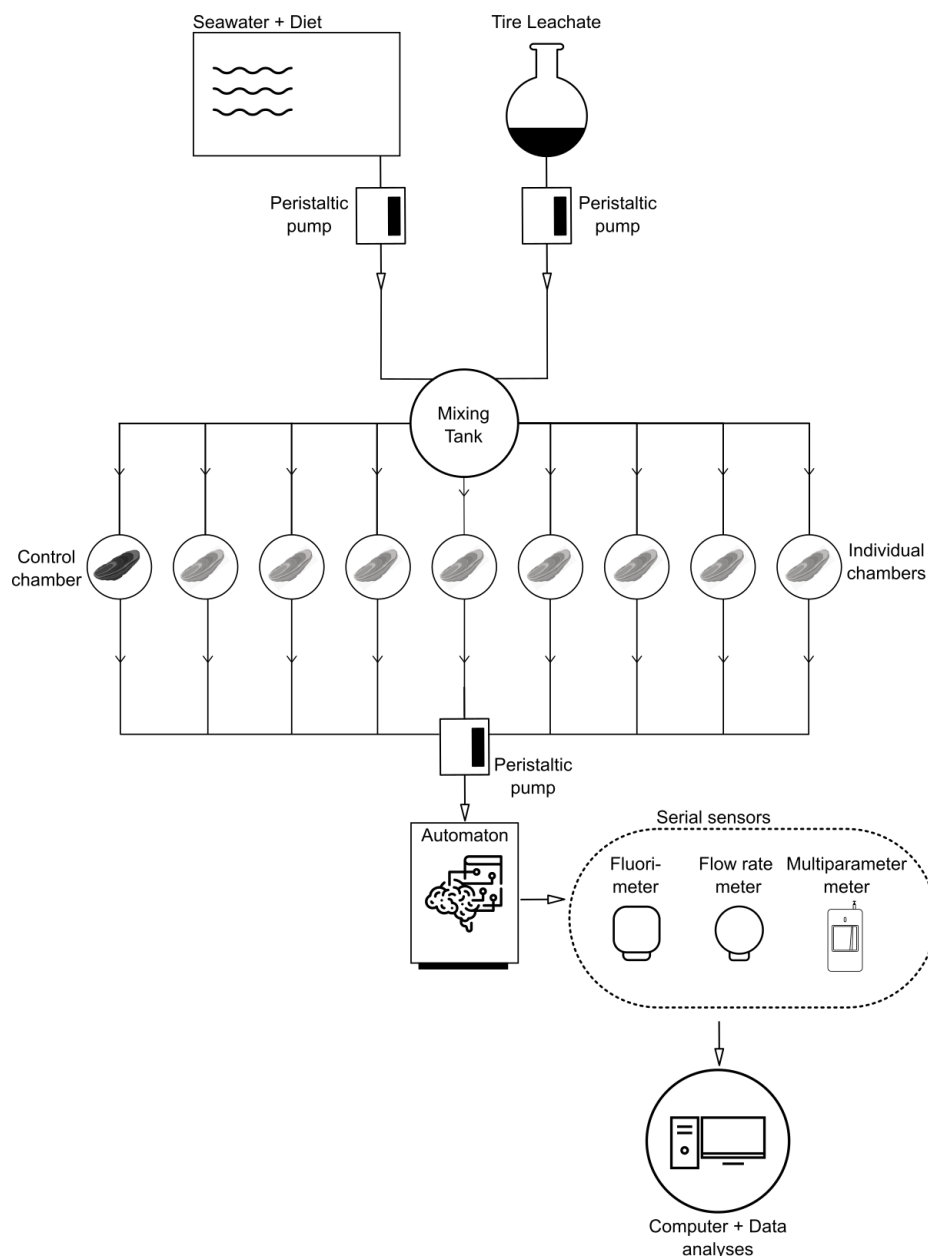 Seawater + Diet
Tire Leachate
Peristaltic
pump
Peristaltic
pump
Mixing
Tank
Control
chamber
Individual
chambers
Peristaltic
pump
Automaton
Serial sensors
Fluori-
meter
Flow rate
meter
Multiparameter
meter
Computer + Data
analyses